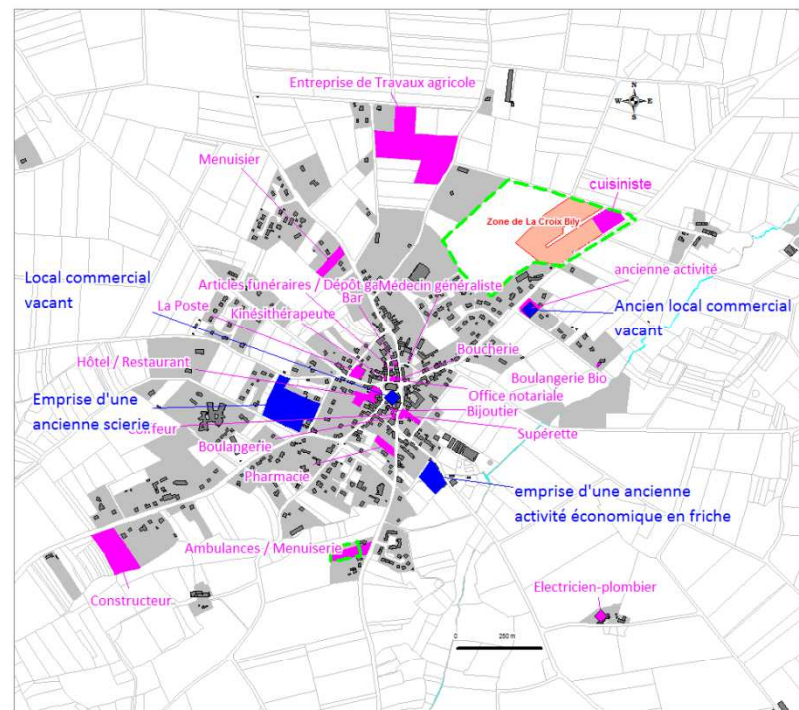 Entreprise de Travaux agricole
N
W E
S
Menuisier
cuisiniste
Zone de La Croix Bily
Local commercial
vacant
Articles funéraires / Dépôt ga
Médecin généraliste
ancienne activité
Bar
La Poste
Kinésithérapeute
Ancien local commercial
vacant
Boucherie
Hôtel / Restaurant
Boulangerie Bio
Office notariale
Emprise d'une
ancienne scierie
Bijoutier
Coiffeur
Supérette
Boulangerie
Pharmacie
emprise d'une ancienne
activité économique en friche
Ambulances / Menuiserie
Constructeur
Electricien-plombier
0 250 m